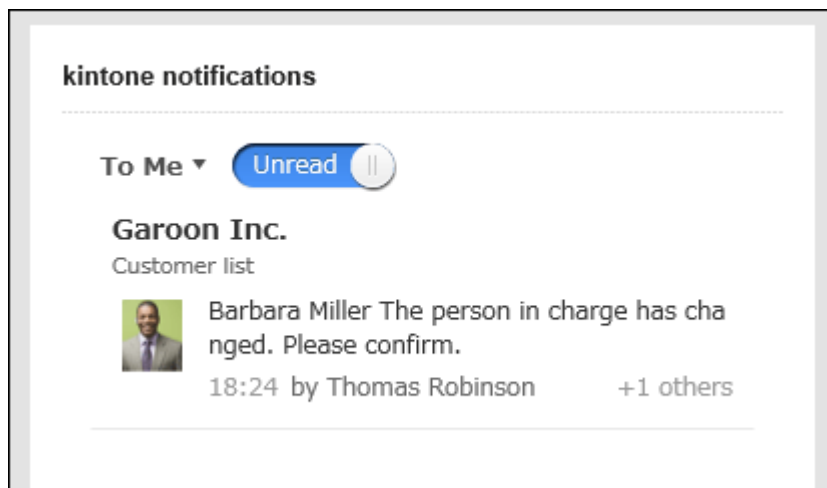 kintone notifications
To Me
Unread
Garoon Inc.
Customer list
Barbara Miller The person in charge has cha
nged. Please confirm.
18:24 by Thomas Robinson +1 others